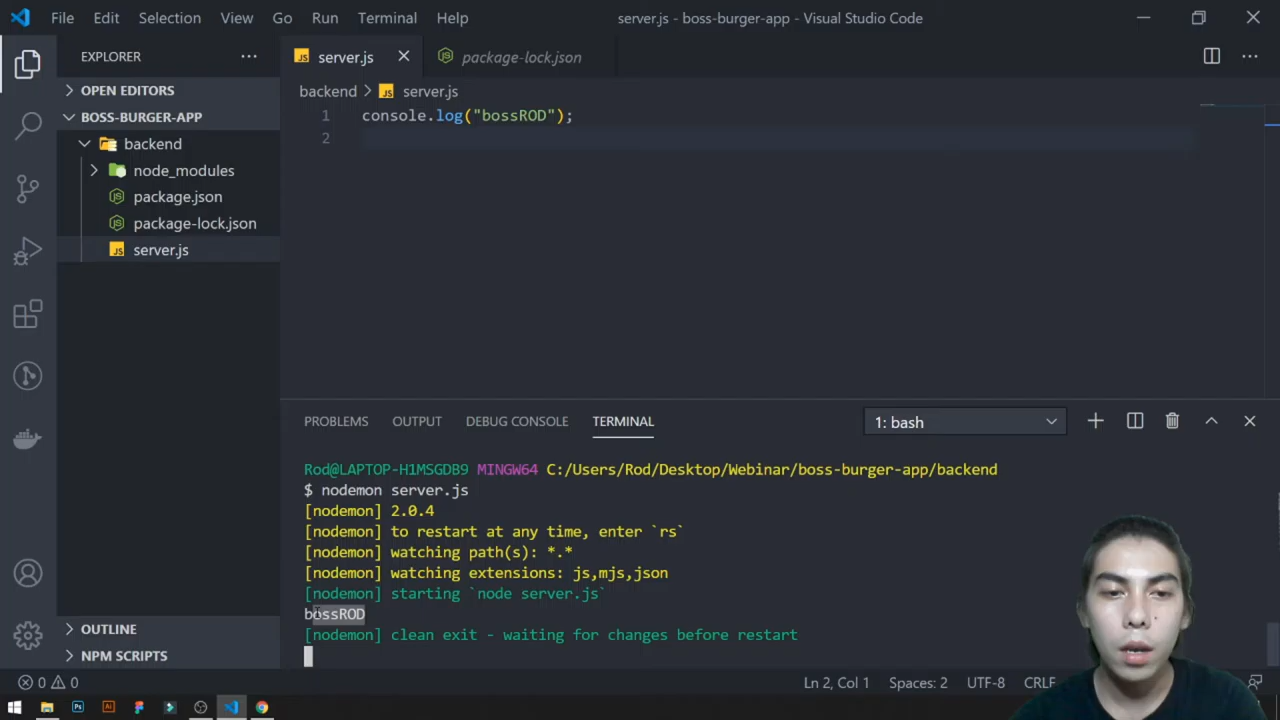 File Edit Selection View Go Run Terminal Help
server.js - boss-burger-app - Visual Studio Code
EXPLORER
server.js
package-lock.json
OPEN EDITORS
BOSS-BURGER-APP
backend
node_modules
package.json
package-lock.json
server.js
OUTLINE
NPM SCRIPTS
backend > server.js
1 console.log("bossROD");
2
PROBLEMS OUTPUT DEBUG CONSOLE TERMINAL
1: bash
Rod@LAPTOP-H1MSGDB9 MINGW64 C:/Users/Rod/Desktop/Webinar/boss-burger-app/backend
$ nodemon server.js
[nodemon] 2.0.4
[nodemon] to restart at any time, enter `rs`
[nodemon] watching path(s): *.*
[nodemon] watching extensions: js,mjs,json
[nodemon] starting `node server.js`
bossROD
[nodemon] clean exit - waiting for changes before restart
0 0
Ln 2, Col 1 Spaces: 2 UTF-8 CRLF